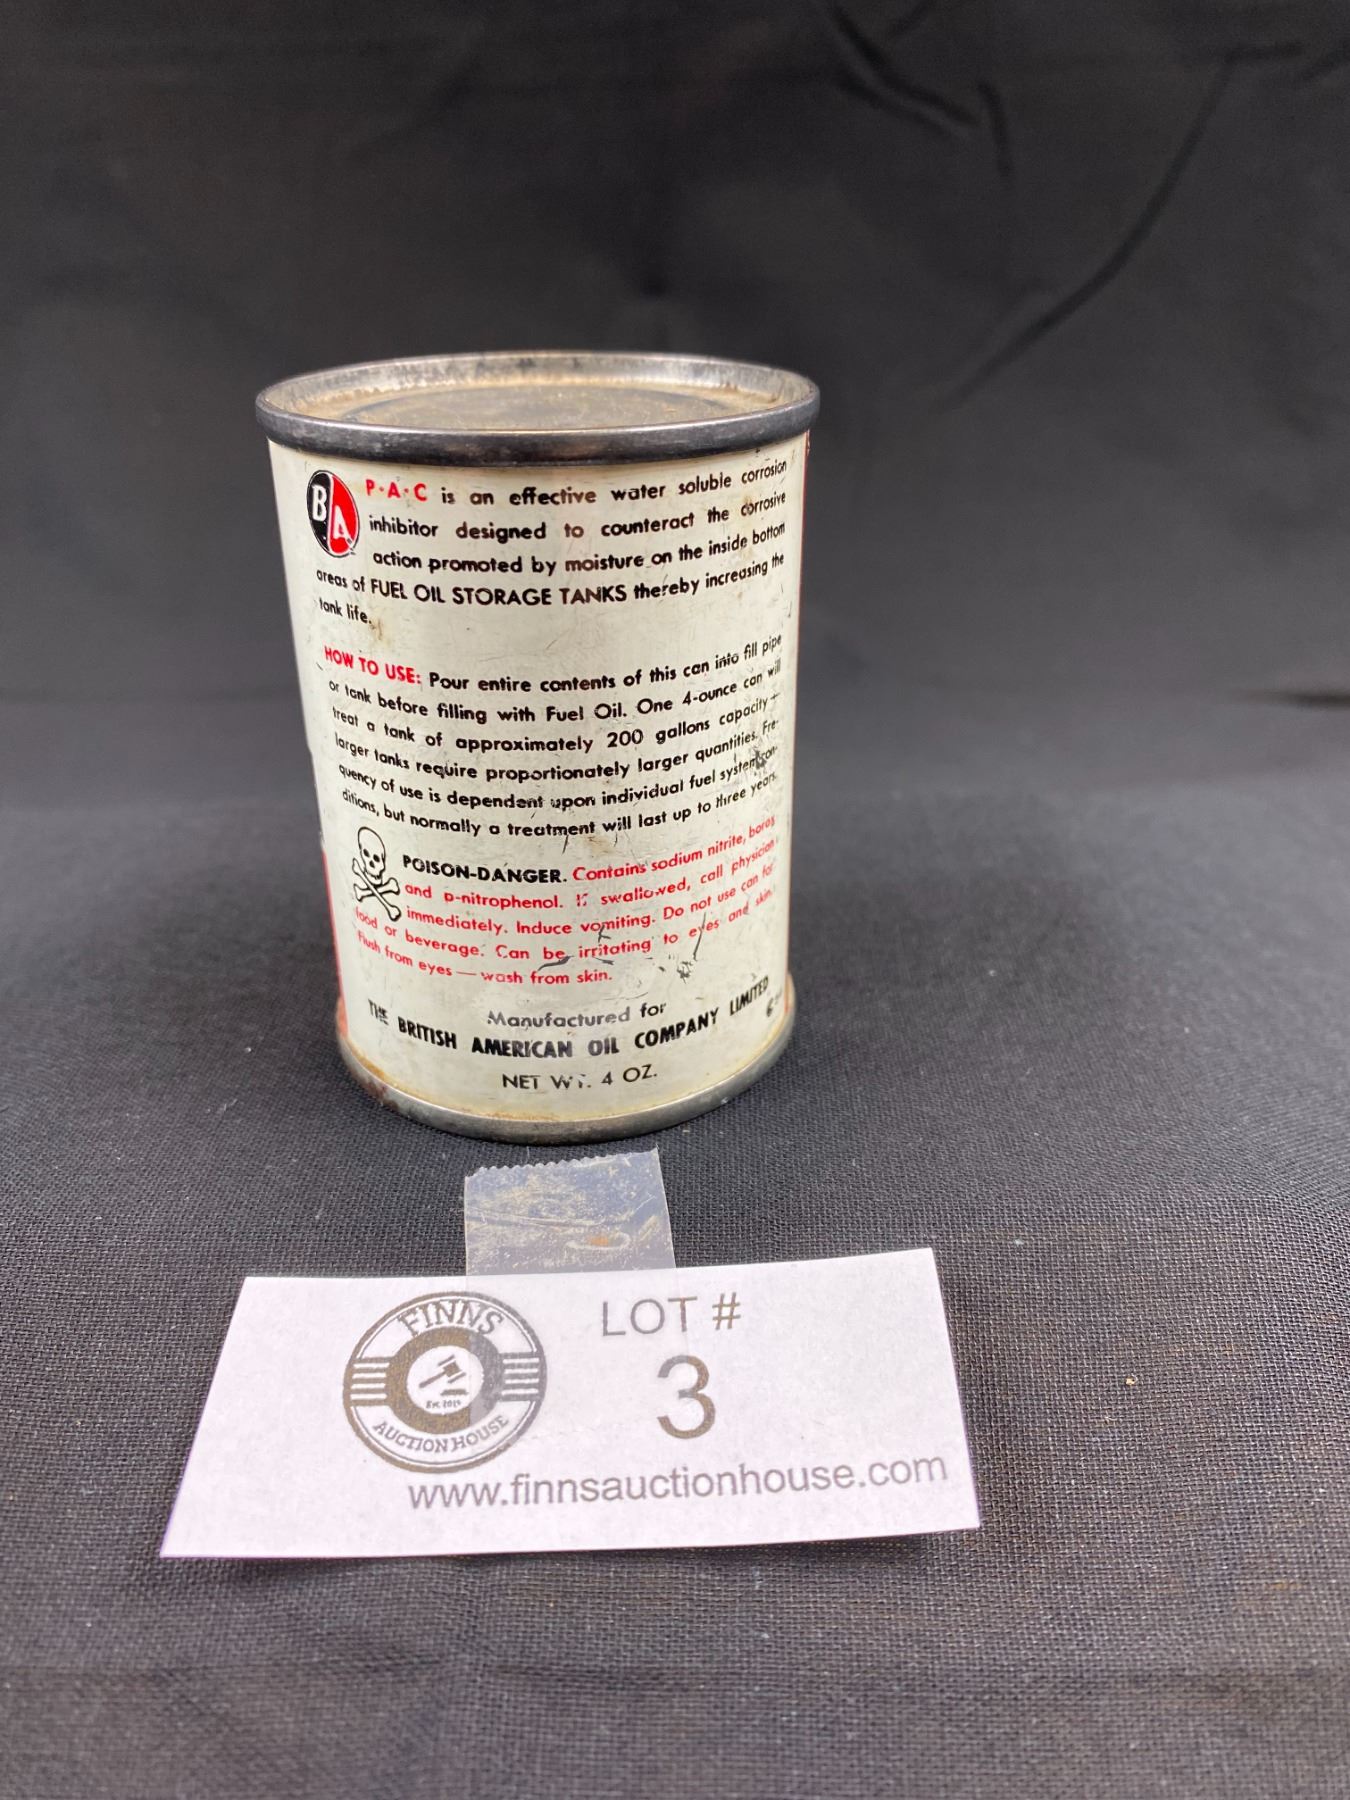 BA
P·A·C is an effective water soluble corrosion
inhibitor designed to counteract the corrosive
action promoted by moisture on the inside bottom
areas of FUEL OIL STORAGE TANKS thereby increasing the
tank life.
HOW TO USE: Pour entire contents of this can into fill pipe
or tank before filling with Fuel Oil. One 4-ounce can will
treat a tank of approximately 200 gallons capacity—
larger tanks require proportionately larger quantities. Fre-
quency of use is dependent upon individual fuel system con-
ditions, but normally a treatment will last up to three years.
POISON-DANGER. Contains sodium nitrite, borax
and p-nitrophenol. If swallowed, call physician
immediately. Induce vomiting. Do not use can for
food or beverage. Can be irritating to eyes and skin.
Flush from eyes — wash from skin.
Manufactured for
THE BRITISH AMERICAN OIL COMPANY LIMITED
NET WT. 4 OZ.
FINNS
AUCTION HOUSE
LOT #
3
www.finnsauctionhouse.com